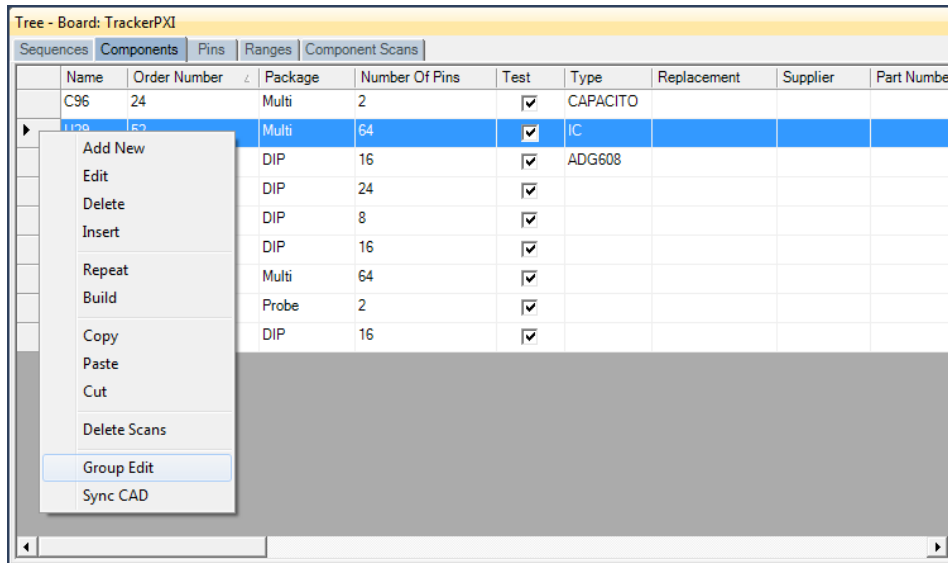 Tree - Board: TrackerPXI
Sequences Components Pins Ranges Component Scans
Name Order Number Package Number Of Pins Test Type Replacement Supplier Part Numbe
C96 24 Multi 2 CAPACITO
U29 52 Multi 64 IC
DIP 16 ADG608
DIP 24
DIP 8
DIP 16
Multi 64
Probe 2
DIP 16
Add New
Edit
Delete
Insert
Repeat
Build
Copy
Paste
Cut
Delete Scans
Group Edit
Sync CAD